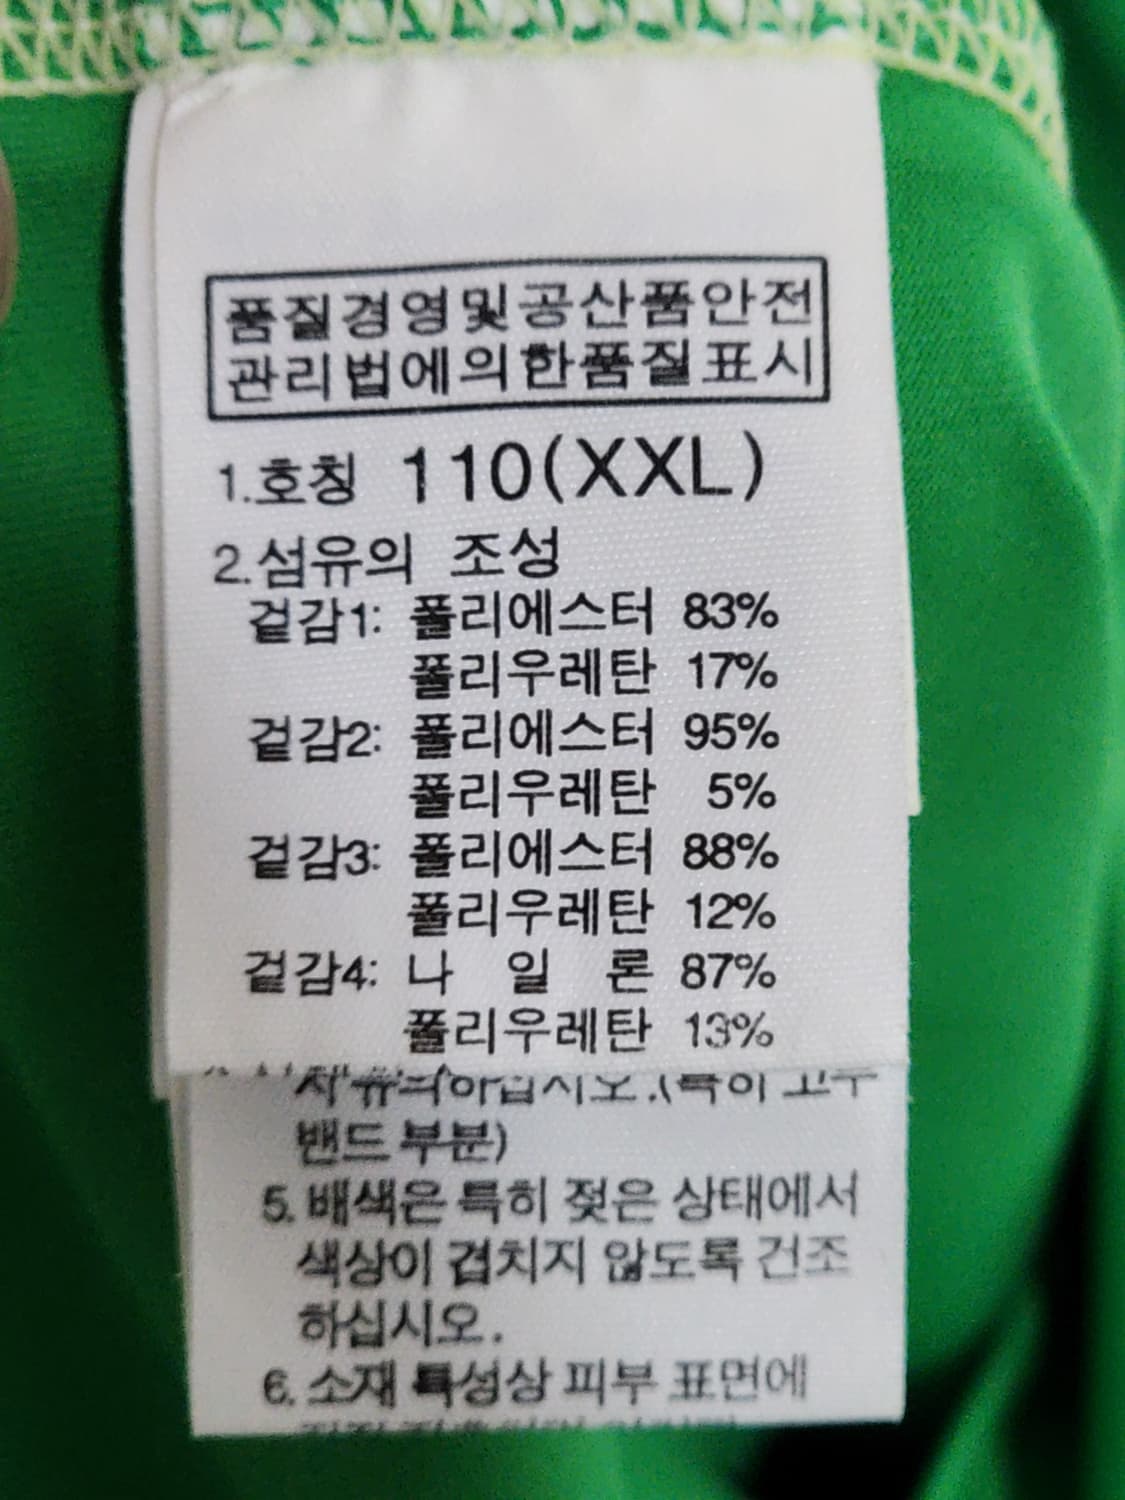 품질경영및공산품안전
관리법에의한품질표시
1.호칭 110(XXL)
2.섬유의 조성
겉감1: 폴리에스터 83%
폴리우레탄 17%
겉감2: 폴리에스터 95%
폴리우레탄 5%
겉감3: 폴리에스터 88%
폴리우레탄 12%
겉감4: 나 일 론 87%
폴리우레탄 13%
밴드 부분)
5. 배색은 특히 젖은 상태에서
색상이 겹치지 않도록 건조
하십시오.
6. 소재 특성상 피부 표면에